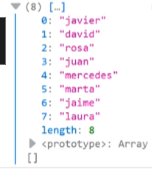 (8) […]
0: "javier"
1: "david"
2: "rosa"
3: "juan"
4: "mercedes"
5: "marta"
6: "jaime"
7: "laura"
length: 8
<prototype>: Array
[]